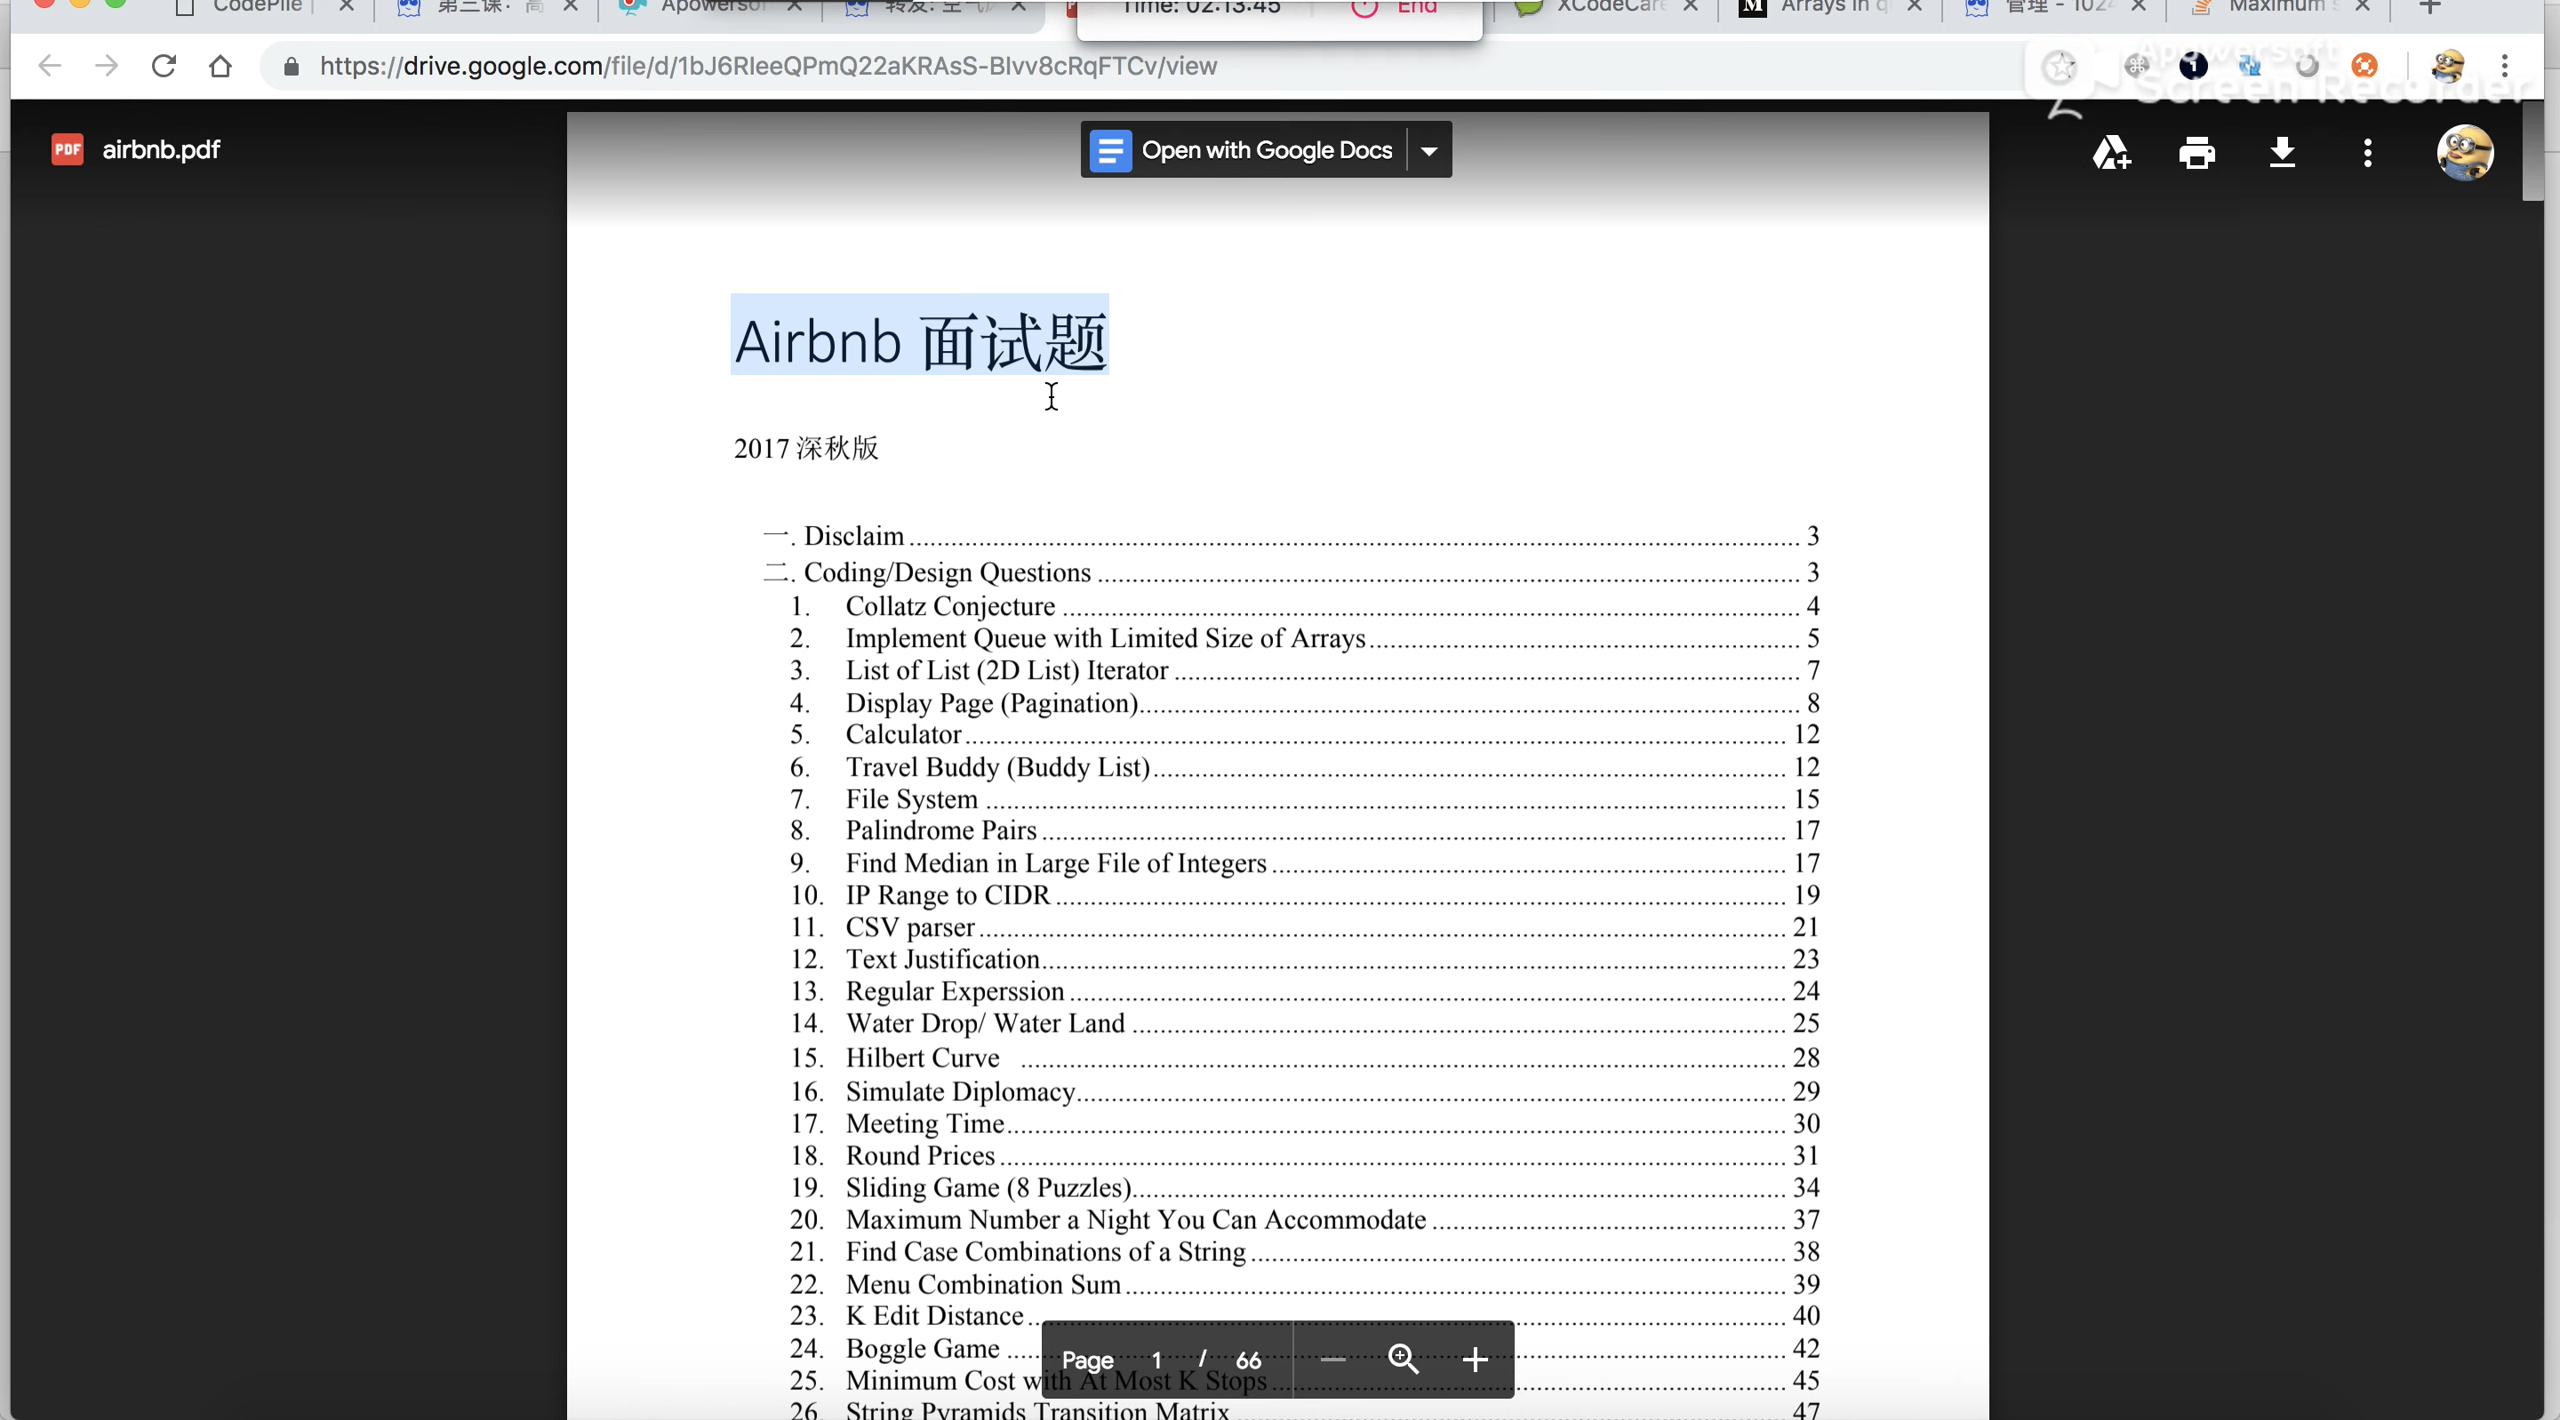 CodePile
第三课: 高
Apowersof
Time: 02:13:45
End
XCodeCare
M
Arrays in q
管理 - 102
Maximum s
https://drive.google.com/file/d/1bJ6RIeeQPmQ22aKRAsS-BIvv8cRqFTCv/view
Apowersoft
Screen Recorder
PDF airbnb.pdf
Open with Google Docs
Airbnb 面试题
2017 深秋版
一. Disclaim 3
二. Coding/Design Questions 3
1. Collatz Conjecture 4
2. Implement Queue with Limited Size of Arrays 5
3. List of List (2D List) Iterator 7
4. Display Page (Pagination) 8
5. Calculator 12
6. Travel Buddy (Buddy List) 12
7. File System 15
8. Palindrome Pairs 17
9. Find Median in Large File of Integers 17
10. IP Range to CIDR 19
11. CSV parser 21
12. Text Justification 23
13. Regular Experssion 24
14. Water Drop/ Water Land 25
15. Hilbert Curve 28
16. Simulate Diplomacy 29
17. Meeting Time 30
18. Round Prices 31
19. Sliding Game (8 Puzzles) 34
20. Maximum Number a Night You Can Accommodate 37
21. Find Case Combinations of a String 38
22. Menu Combination Sum 39
23. K Edit Distance 40
24. Boggle Game 42
Page 1 / 66
25. Minimum Cost with At Most K Stops 45
26. String Pyramids Transition Matrix 47